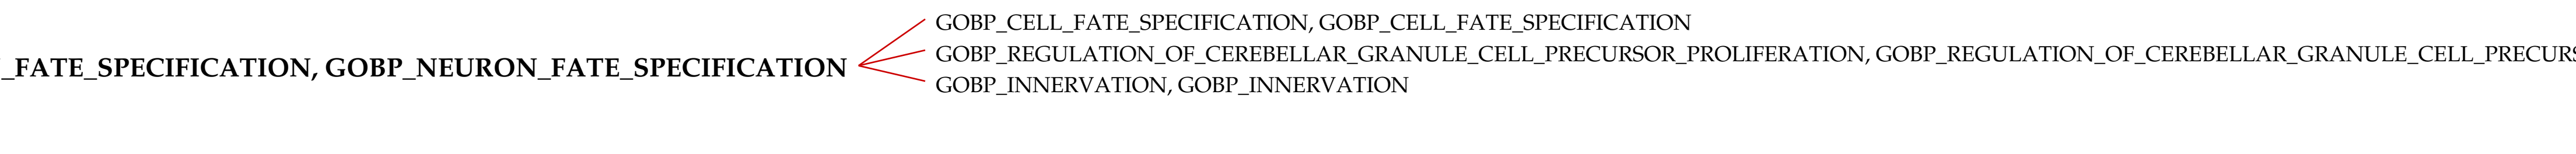 GOBP_CELL_FATE_SPECIFICATION, GOBP_CELL_FATE_SPECIFICATION
GOBP_REGULATION_OF_CEREBELLAR_GRANULE_CELL_PRECURSOR_PROLIFERATION, GOBP_REGULATION_OF_CEREBELLAR_GRANULE_CELL_PRECURS
_FATE_SPECIFICATION, GOBP_NEURON_FATE_SPECIFICATION
GOBP_INNERVATION, GOBP_INNERVATION